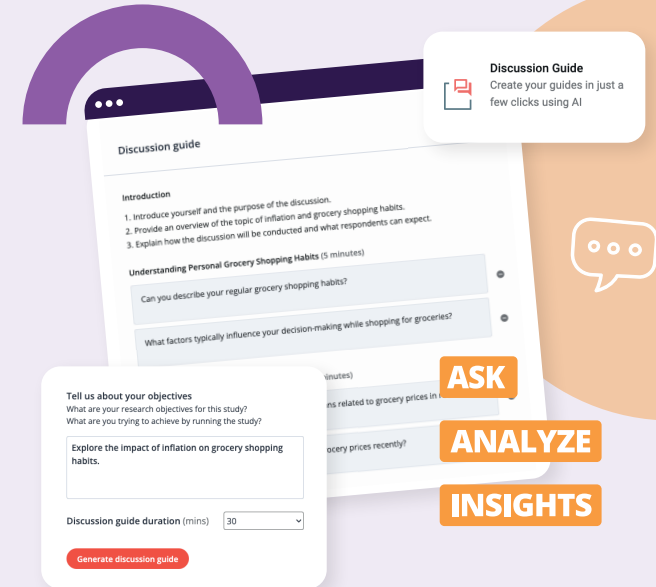 Discussion Guide
Create your guides in just a
few clicks using AI
Discussion guide
Introduction
1. Introduce yourself and the purpose of the discussion.
2. Provide an overview of the topic of inflation and grocery shopping habits.
3. Explain how the discussion will be conducted and what respondents can expect.
Understanding Personal Grocery Shopping Habits (5 minutes)
Can you describe your regular grocery shopping habits?
What factors typically influence your decision-making while shopping for groceries?
related to grocery prices in
prices recently?
ASK
ANALYZE
INSIGHTS
Tell us about your objectives
What are your research objectives for this study?
What are you trying to achieve by running the study?
Explore the impact of inflation on grocery shopping
habits.
Discussion guide duration (mins) 30
Generate discussion guide